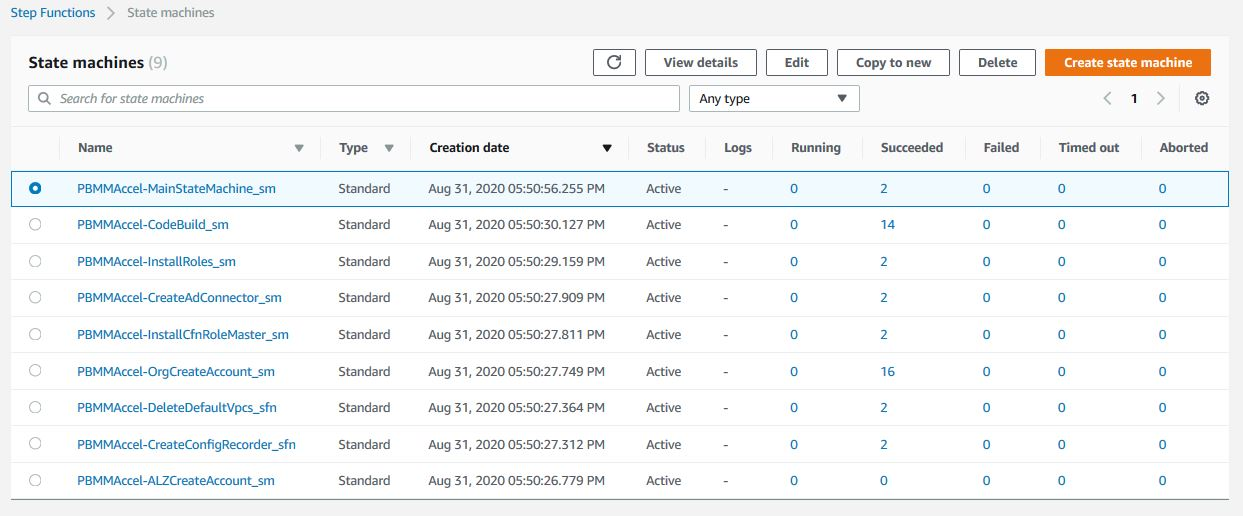 Step Functions > State machines
State machines (9) View details Edit Copy to new Delete Create state machine
Search for state machines Any type 1
Name Type Creation date Status Logs Running Succeeded Failed Timed out Aborted
PBMMAccel-MainStateMachine_sm Standard Aug 31, 2020 05:50:56.255 PM Active - 0 2 0 0 0
PBMMAccel-CodeBuild_sm Standard Aug 31, 2020 05:50:30.127 PM Active - 0 14 0 0 0
PBMMAccel-InstallRoles_sm Standard Aug 31, 2020 05:50:29.159 PM Active - 0 2 0 0 0
PBMMAccel-CreateAdConnector_sm Standard Aug 31, 2020 05:50:27.909 PM Active - 0 2 0 0 0
PBMMAccel-InstallCfnRoleMaster_sm Standard Aug 31, 2020 05:50:27.811 PM Active - 0 2 0 0 0
PBMMAccel-OrgCreateAccount_sm Standard Aug 31, 2020 05:50:27.749 PM Active - 0 16 0 0 0
PBMMAccel-DeleteDefaultVpcs_sfn Standard Aug 31, 2020 05:50:27.364 PM Active - 0 2 0 0 0
PBMMAccel-CreateConfigRecorder_sfn Standard Aug 31, 2020 05:50:27.312 PM Active - 0 2 0 0 0
PBMMAccel-ALZCreateAccount_sm Standard Aug 31, 2020 05:50:26.779 PM Active - 0 0 0 0 0